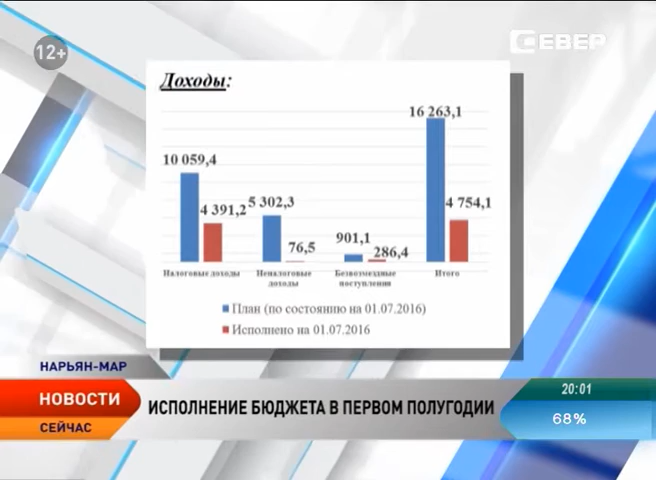 12+
СЕВЕР
Доходы:
16 263,1
10 059,4
4 391,2
5 302,3
76,5
901,1
286,4
4 754,1
Налоговые доходы
Неналоговые
доходы
Безвозмездные
поступления
Итого
План (по состоянию на 01.07.2016)
Исполнено на 01.07.2016
НАРЬЯН-МАР
НОВОСТИ
СЕЙЧАС
ИСПОЛНЕНИЕ БЮДЖЕТА В ПЕРВОМ ПОЛУГОДИИ
20:01
68%